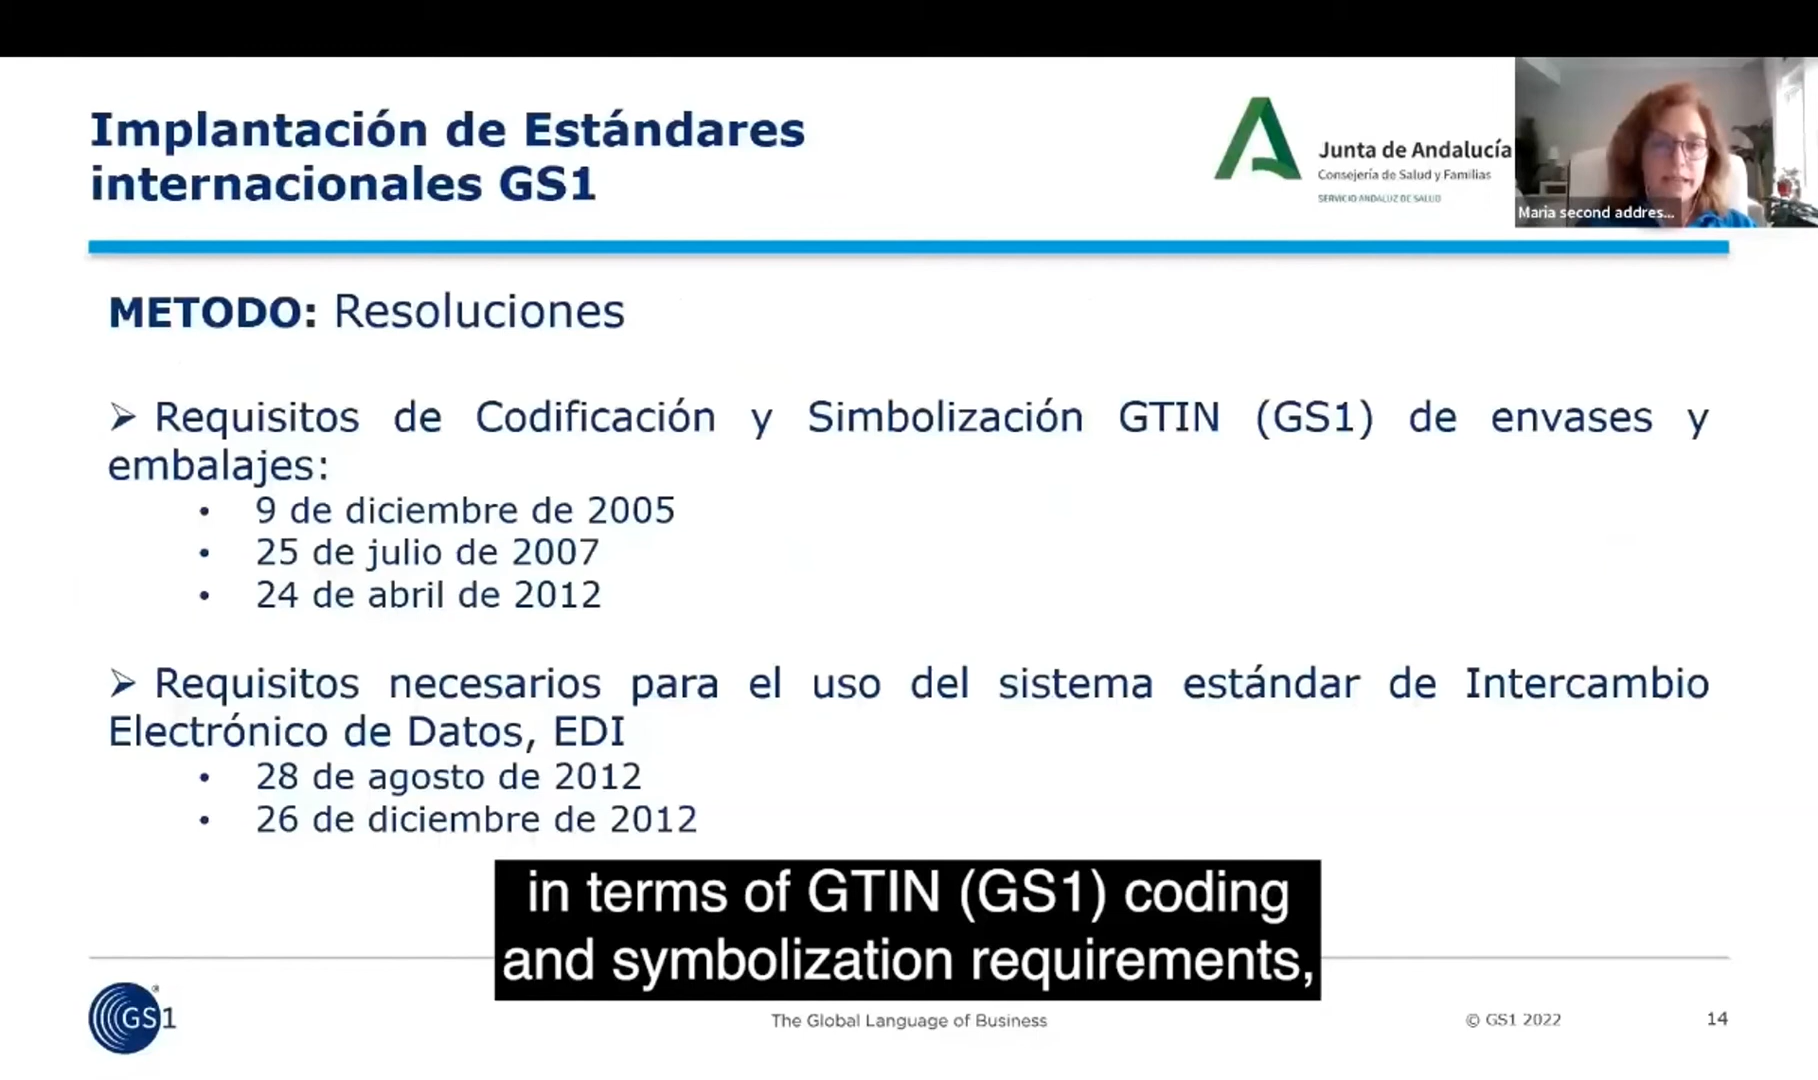 Implantación de Estándares
internacionales GS1
Junta de Andalucía
Consejería de Salud y Familias
SERVICIO ANDALUZ DE SALUD
Maria second addres...
METODO: Resoluciones
➢ Requisitos de Codificación y Simbolización GTIN (GS1) de envases y
embalajes:
• 9 de diciembre de 2005
• 25 de julio de 2007
• 24 de abril de 2012
➢ Requisitos necesarios para el uso del sistema estándar de Intercambio
Electrónico de Datos, EDI
• 28 de agosto de 2012
• 26 de diciembre de 2012
in terms of GTIN (GS1) coding
and symbolization requirements,
GS1
®
The Global Language of Business
© GS1 2022
14